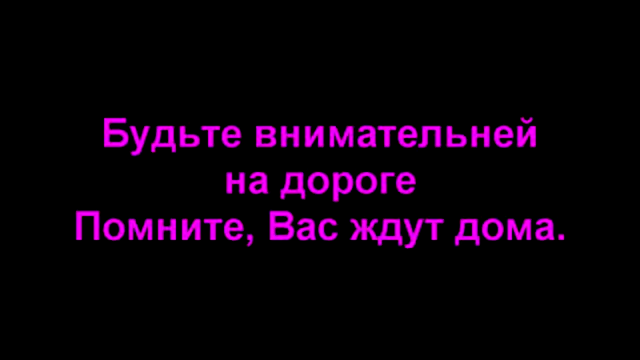 Будьте внимательней
на дороге
Помните, Вас ждут дома.